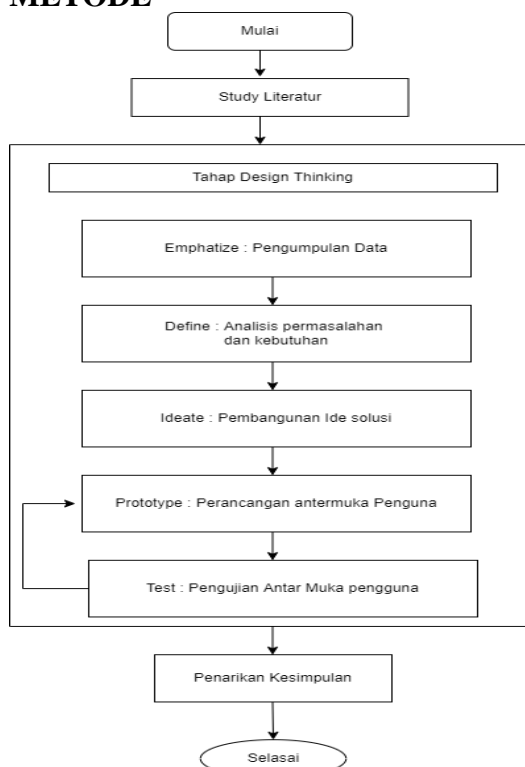 METODE
Mulai
Study Literatur
Tahap Design Thinking
Emphatize : Pengumpulan Data
Define : Analisis permasalahan
dan kebutuhan
Ideate : Pembangunan Ide solusi
Prototype : Perancangan antermuka Penguna
Test : Pengujian Antar Muka pengguna
Penarikan Kesimpulan
Selasai